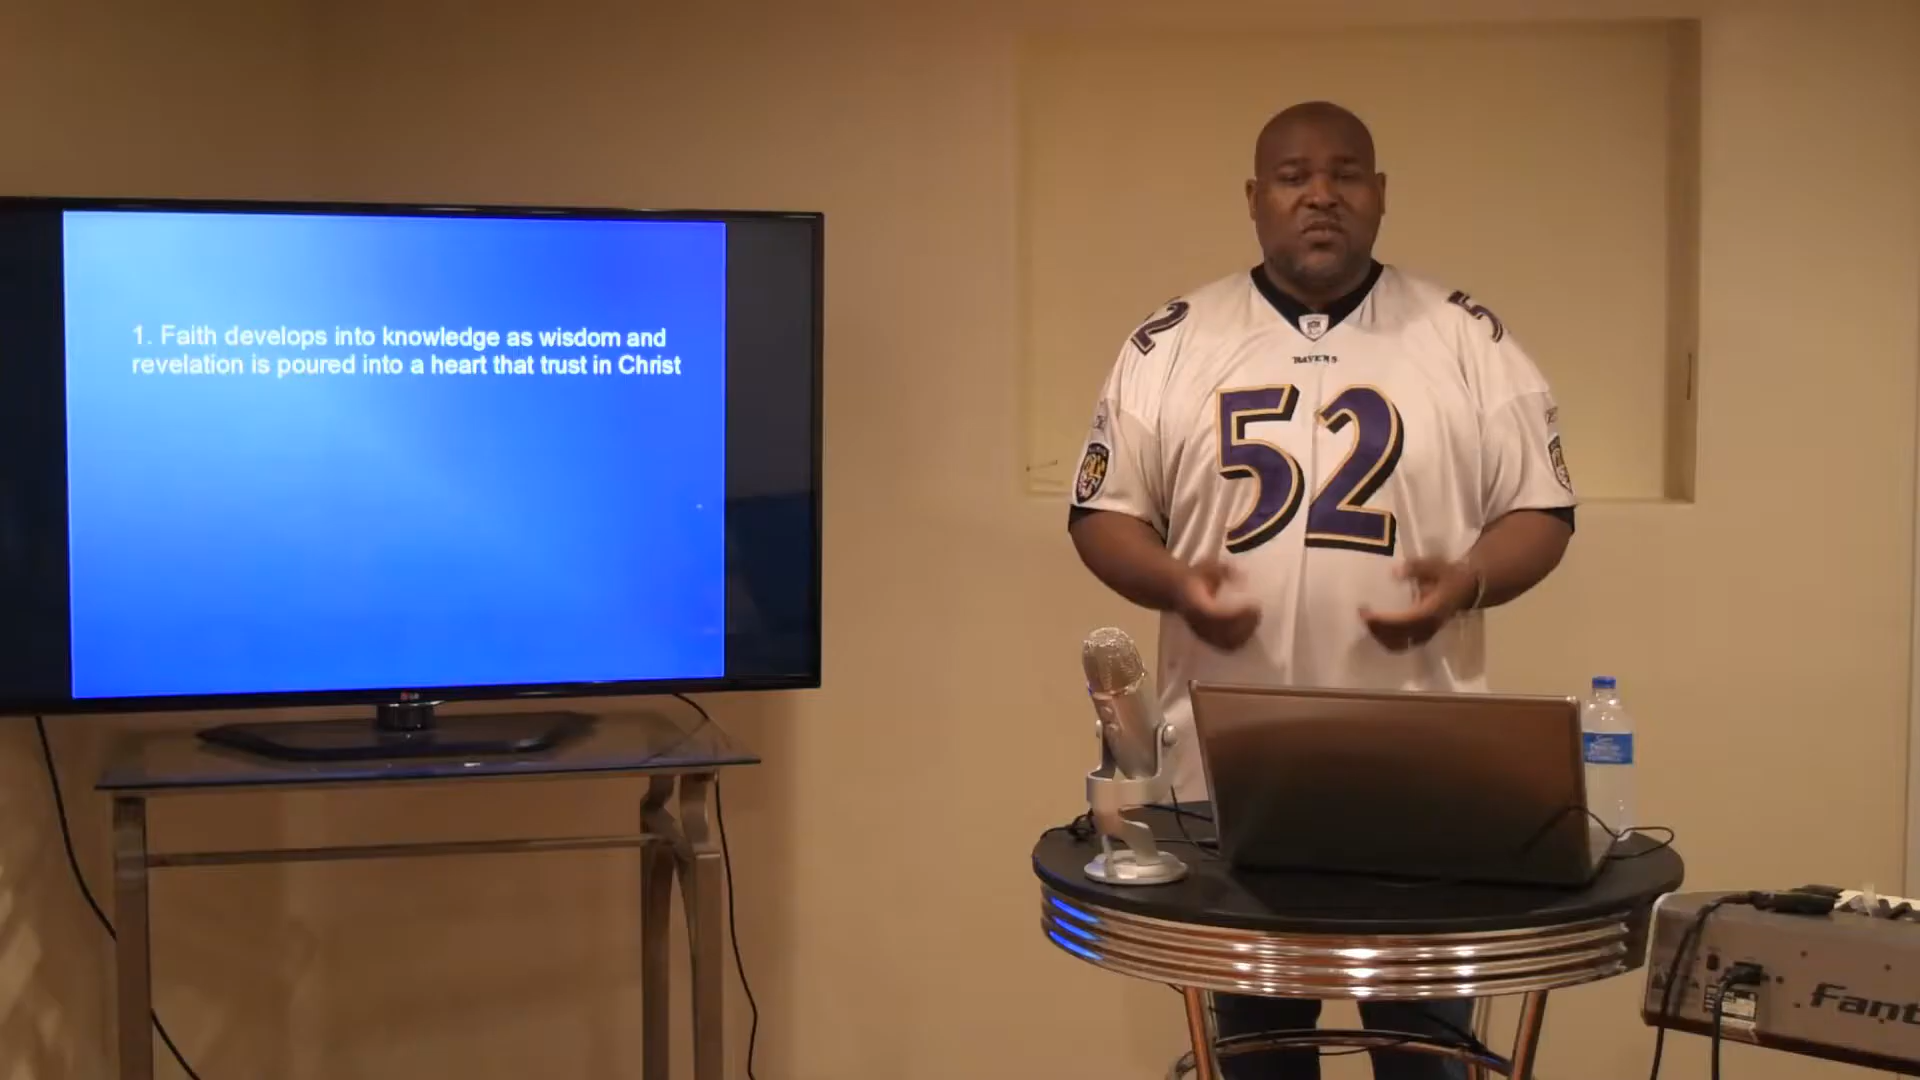 1. Faith develops into knowledge as wisdom and
revelation is poured into a heart that trust in Christ
LG
52
52
RAVENS
52
Fant